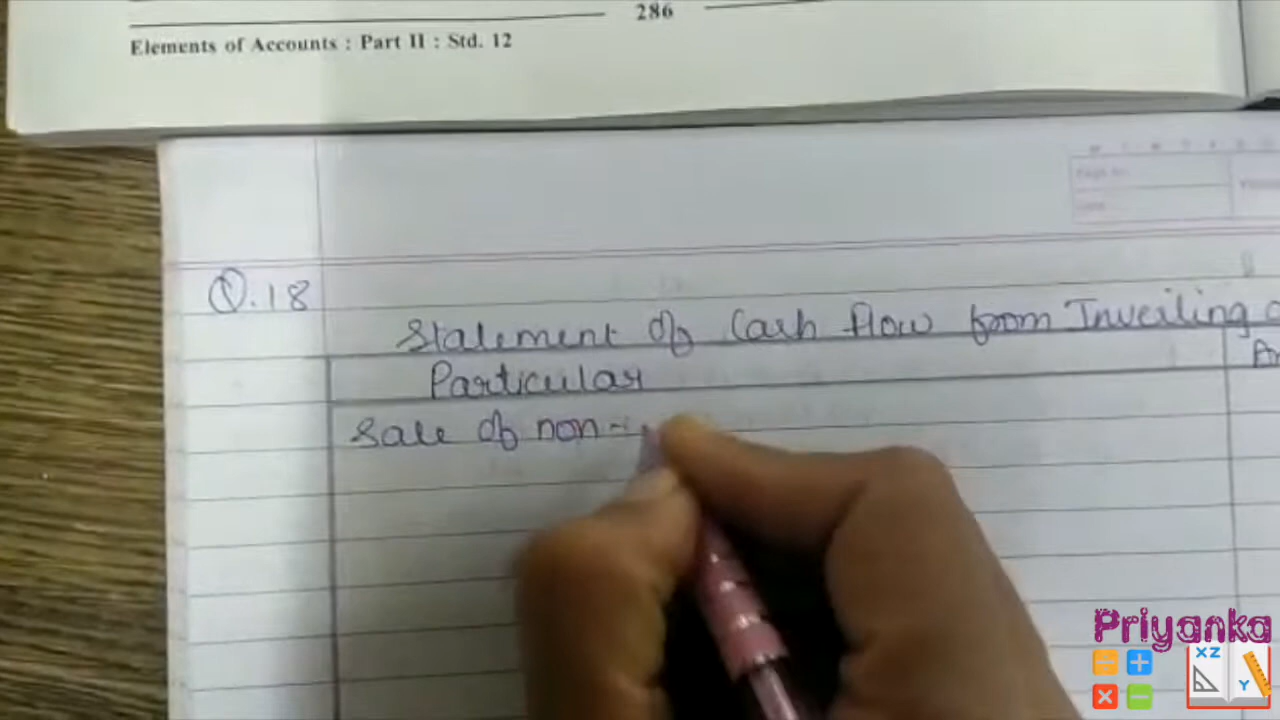 286
Elements of Accounts : Part II : Std. 12
Q.18
Statement of Cash flow from Investing
Particular
Sale of non-
Priyanka
XZ
Y